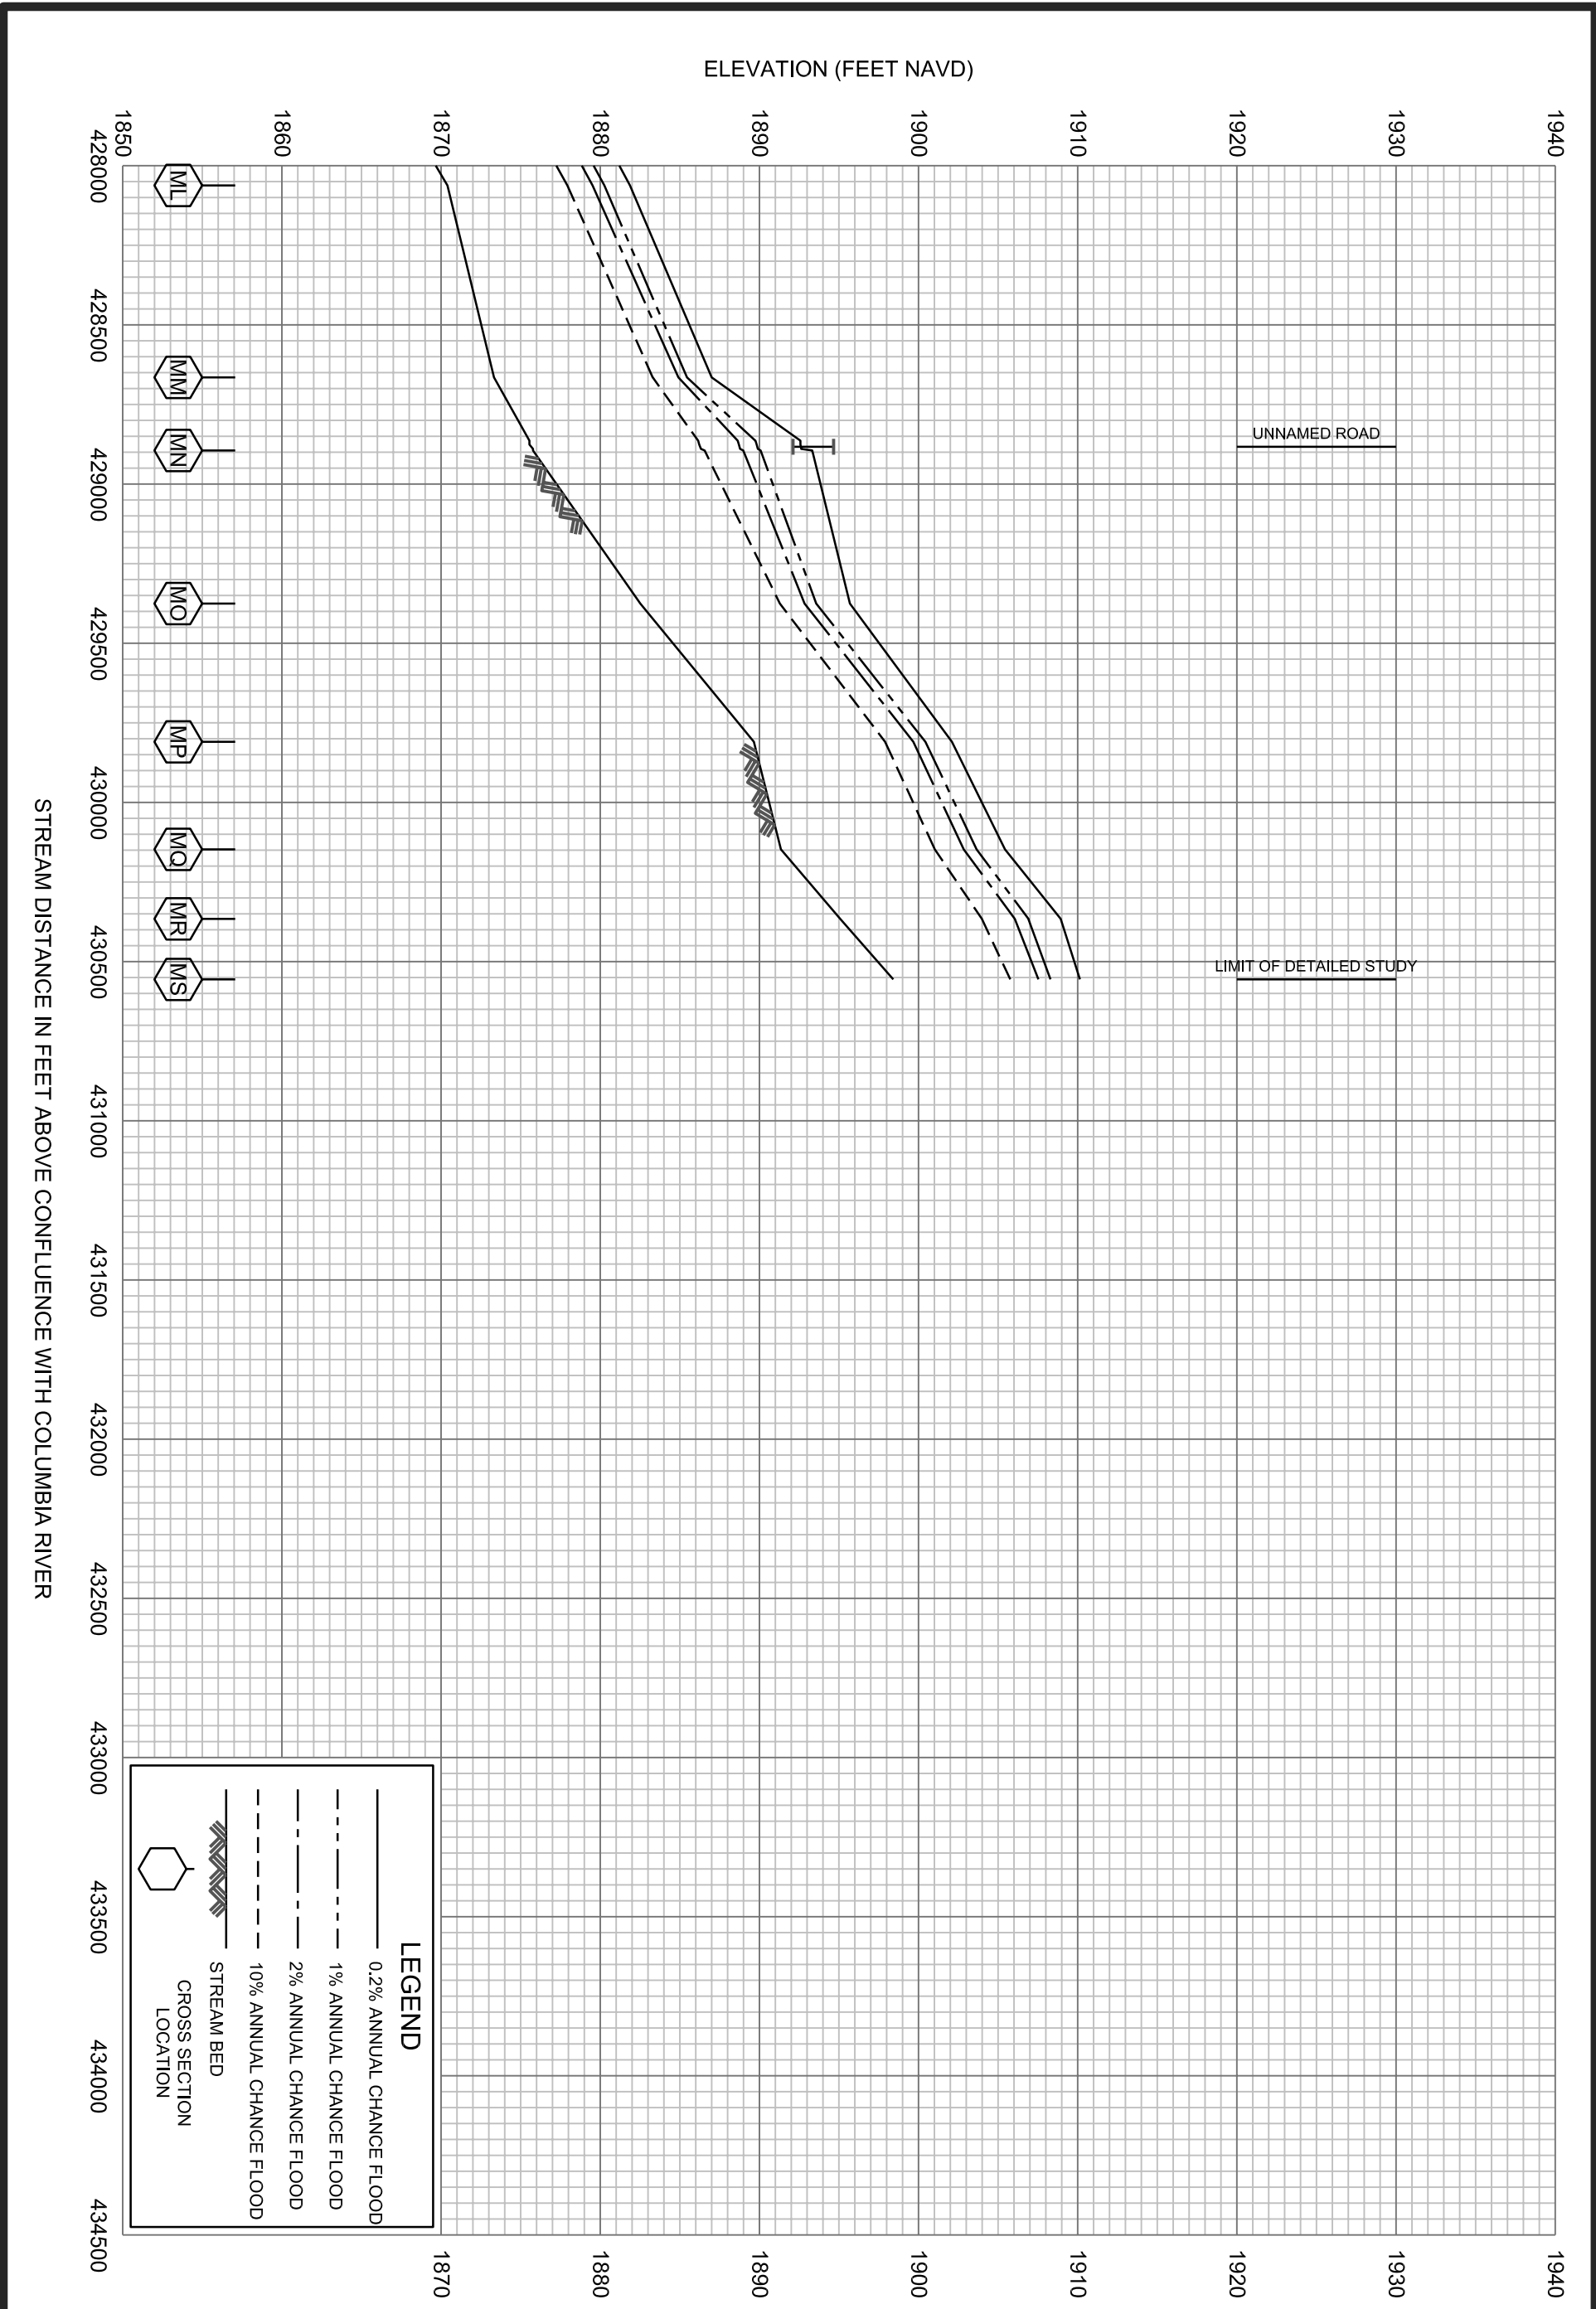 ELEVATION (FEET NAVD)
1940
1930
1920
1910
1900
1890
1880
1870
1860
1850
1940
1930
1920
1910
1900
1890
1880
1870
UNNAMED ROAD
LIMIT OF DETAILED STUDY
ML
MM
MN
MO
MP
MQ
MR
MS
428000
428500
429000
429500
430000
430500
431000
431500
432000
432500
433000
433500
434000
434500
STREAM DISTANCE IN FEET ABOVE CONFLUENCE WITH COLUMBIA RIVER
LEGEND
0.2% ANNUAL CHANCE FLOOD
1% ANNUAL CHANCE FLOOD
2% ANNUAL CHANCE FLOOD
10% ANNUAL CHANCE FLOOD
STREAM BED
CROSS SECTION
LOCATION